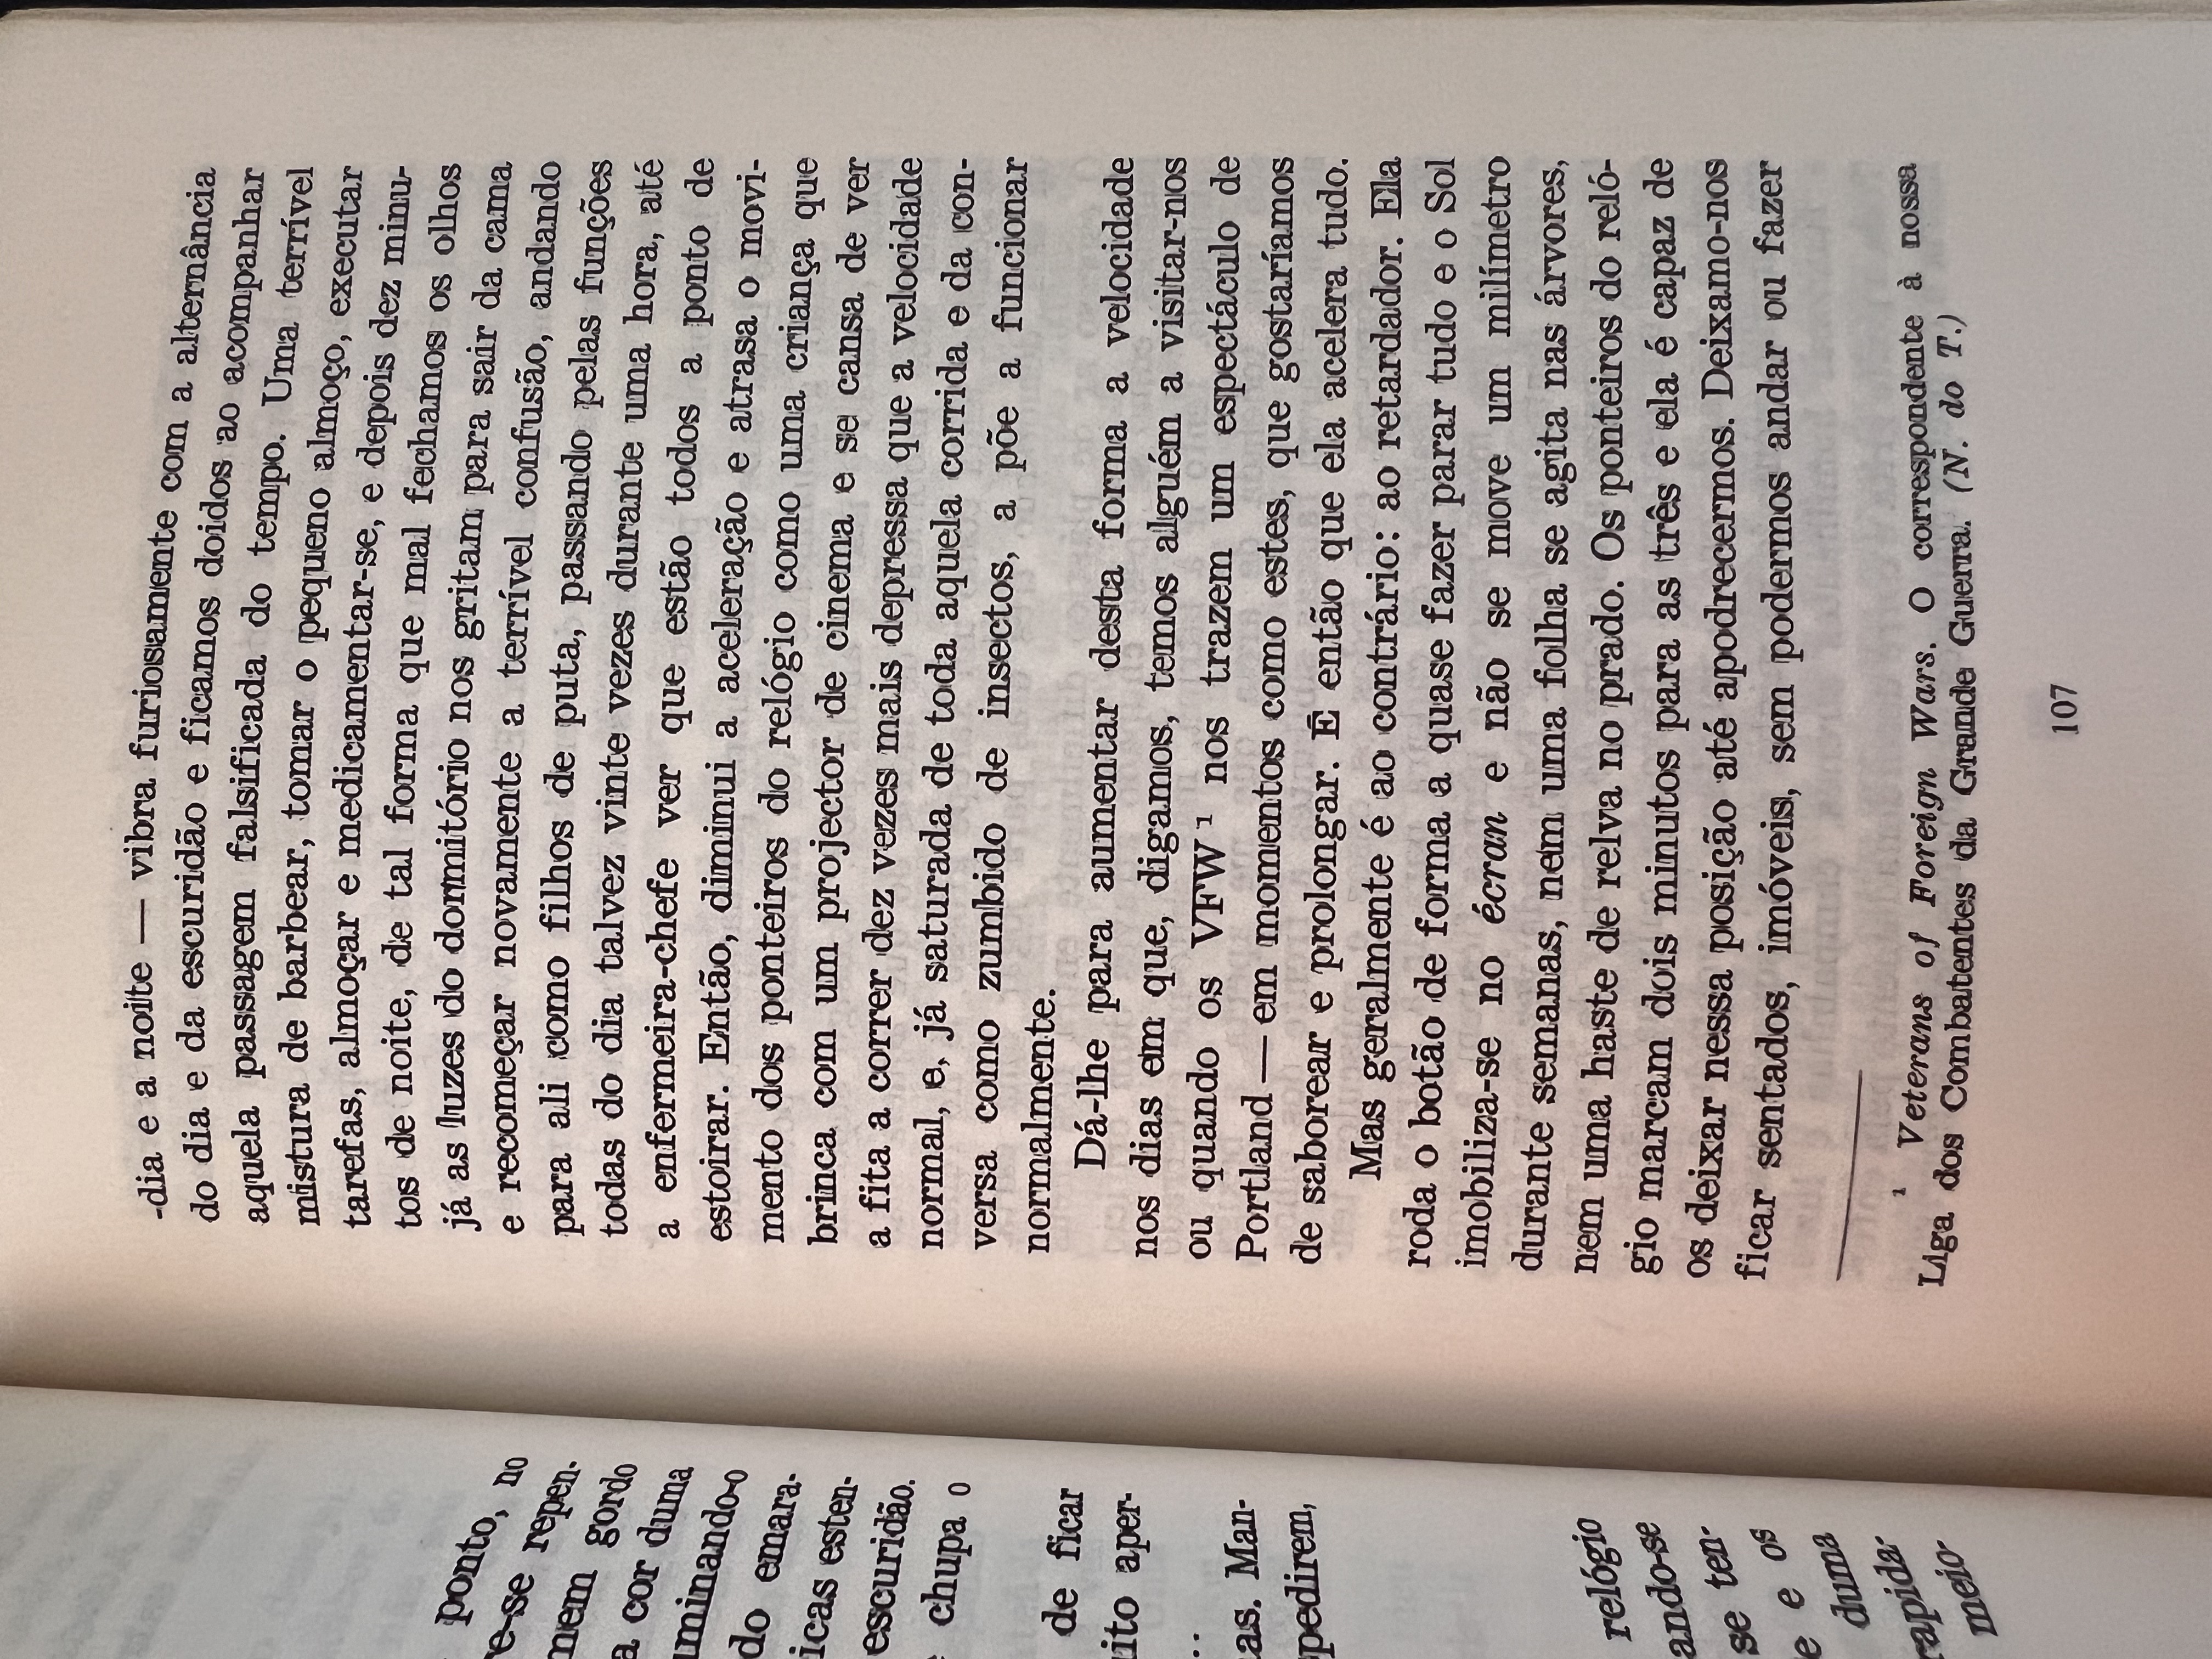 ponto, no
re-se repen-
mem gordo
a cor duma
uminando-o
do emara-
icas esten-
escuridão.
chupa o
de ficar
uito aper-
..
as. Man-
pedirem,
relógio
ando-se
se ten-
e e os
duma
rapida-
meio-
-dia e a noite — vibra furiosamente com a alternância
do dia e da escuridão e ficamos doidos ao acompanhar
aquela passagem falsificada do tempo. Uma terrível
mistura de barbear, tomar o pequeno almoço, executar
tarefas, almoçar e medicamentar-se, e depois dez minu-
tos de noite, de tal forma que mal fechamos os olhos
já as luzes do dormitório nos gritam para sair da cama
e recomeçar novamente a terrível confusão, andando
para ali como filhos de puta, passando pelas funções
todas do dia talvez vinte vezes durante uma hora, até
a enfermeira-chefe ver que estão todos a ponto de
estoirar. Então, diminui a aceleração e atrasa o movi-
mento dos ponteiros do relógio como uma criança que
brinca com um projector de cinema e se cansa de ver
a fita a correr dez vezes mais depressa que a velocidade
normal, e, já saturada de toda aquela corrida e da con-
versa como zumbido de insectos, a põe a funcionar
normalmente.
Dá-lhe para aumentar desta forma a velocidade
nos dias em que, digamos, temos alguém a visitar-nos
ou quando os VFW ¹ nos trazem um espectáculo de
Portland — em momentos como estes, que gostaríamos
de saborear e prolongar. É então que ela acelera tudo.
Mas geralmente é ao contrário: ao retardador. Ela
roda o botão de forma a quase fazer parar tudo e o Sol
imobiliza-se no écran e não se move um milímetro
durante semanas, nem uma folha se agita nas árvores,
nem uma haste de relva no prado. Os ponteiros do reló-
gio marcam dois minutos para as três e ela é capaz de
os deixar nessa posição até apodrecermos. Deixamo-nos
ficar sentados, imóveis, sem podermos andar ou fazer
¹ Veterans of Foreign Wars. O correspondente à nossa
Liga dos Combatentes da Grande Guerra. (N. do T.)
107